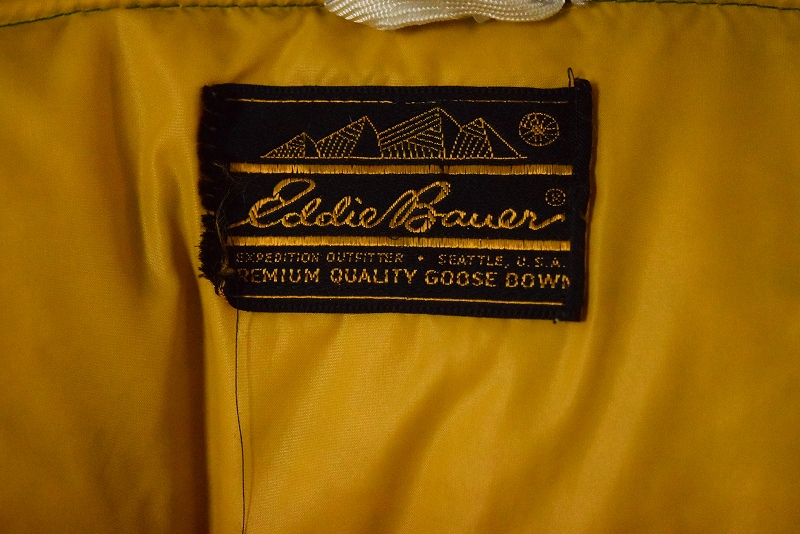 Eddie Bauer®
EXPEDITION OUTFITTER • SEATTLE, U.S.A.
PREMIUM QUALITY GOOSE DOWN